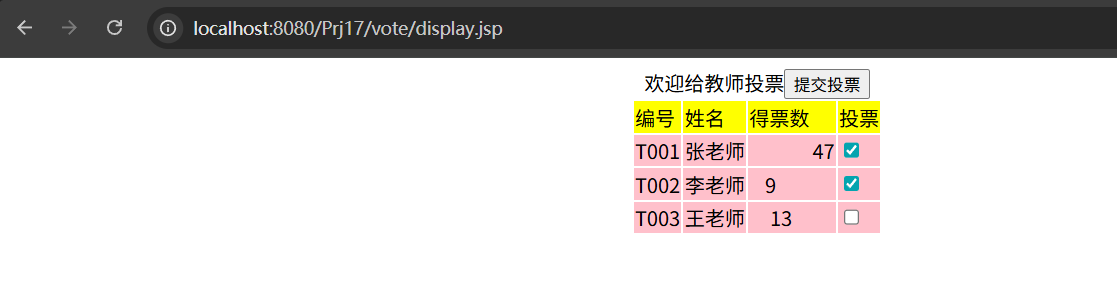 localhost:8080/Prj17/vote/display.jsp
欢迎给教师投票 提交投票
编号 姓名 得票数 投票
T001 张老师 47
T002 李老师 9
T003 王老师 13